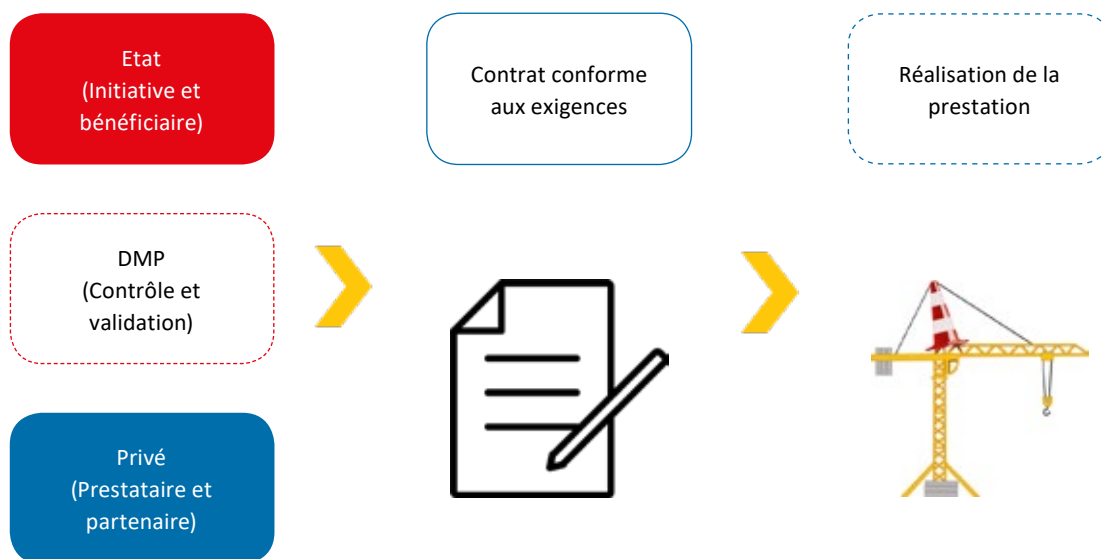 Etat
(Initiative et
bénéficiaire)
Contrat conforme
aux exigences
Réalisation de la
prestation
DMP
(Contrôle et
validation)
Privé
(Prestataire et
partenaire)